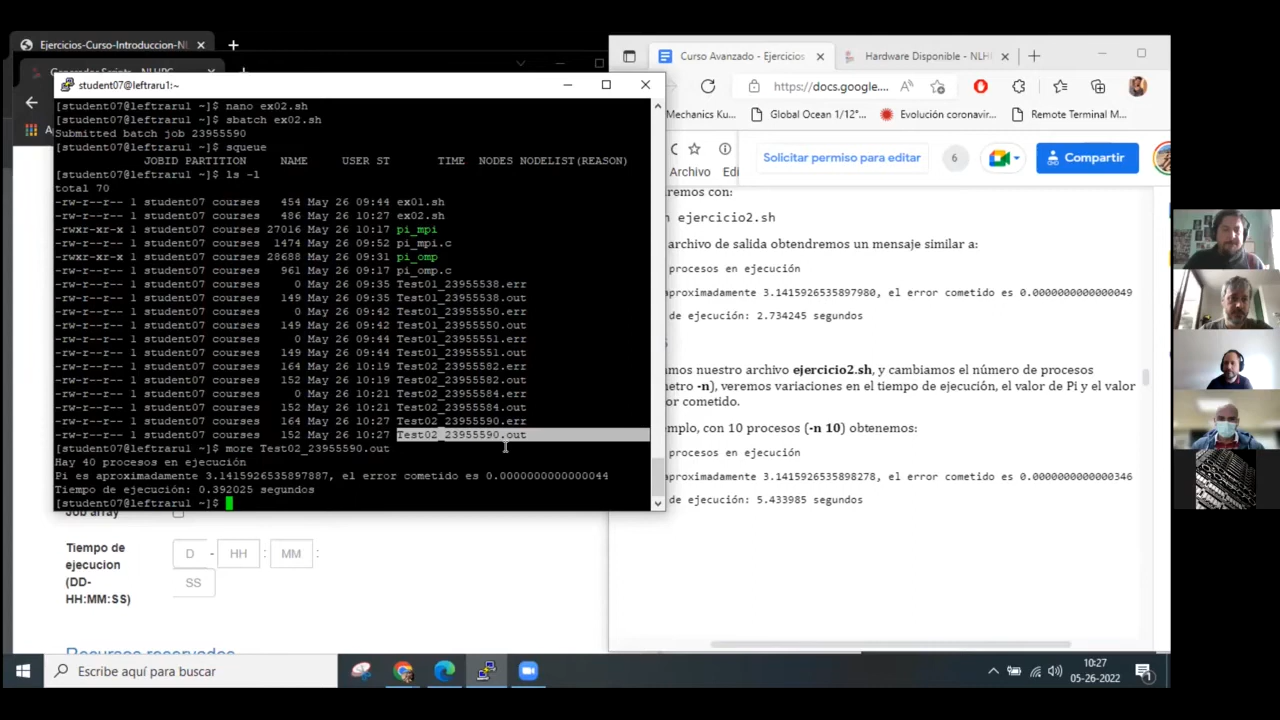 Ejercicios-Curso-Introduccion-NL
student07@leftraru1:~
[student07@leftraru1 ~]$ nano ex02.sh
[student07@leftraru1 ~]$ sbatch ex02.sh
Submitted batch job 23955590
[student07@leftraru1 ~]$ squeue
JOBID PARTITION NAME USER ST TIME NODES NODELIST(REASON)
[student07@leftraru1 ~]$ ls -l
total 70
-rw-r--r-- 1 student07 courses 454 May 26 09:44 ex01.sh
-rw-r--r-- 1 student07 courses 486 May 26 10:27 ex02.sh
-rwxr-xr-x 1 student07 courses 27016 May 26 10:17 pi_mpi
-rw-r--r-- 1 student07 courses 1474 May 26 09:52 pi_mpi.c
-rwxr-xr-x 1 student07 courses 28688 May 26 09:31 pi_omp
-rw-r--r-- 1 student07 courses 961 May 26 09:17 pi_omp.c
-rw-r--r-- 1 student07 courses 0 May 26 09:35 Test01_23955538.err
-rw-r--r-- 1 student07 courses 149 May 26 09:35 Test01_23955538.out
-rw-r--r-- 1 student07 courses 0 May 26 09:42 Test01_23955550.err
-rw-r--r-- 1 student07 courses 149 May 26 09:42 Test01_23955550.out
-rw-r--r-- 1 student07 courses 0 May 26 09:44 Test01_23955551.err
-rw-r--r-- 1 student07 courses 149 May 26 09:44 Test01_23955551.out
-rw-r--r-- 1 student07 courses 164 May 26 10:19 Test02_23955582.err
-rw-r--r-- 1 student07 courses 152 May 26 10:19 Test02_23955582.out
-rw-r--r-- 1 student07 courses 0 May 26 10:21 Test02_23955584.err
-rw-r--r-- 1 student07 courses 152 May 26 10:21 Test02_23955584.out
-rw-r--r-- 1 student07 courses 164 May 26 10:27 Test02_23955590.err
-rw-r--r-- 1 student07 courses 152 May 26 10:27 Test02_23955590.out
[student07@leftraru1 ~]$ more Test02_23955590.out
Hay 40 procesos en ejecución
Pi es aproximadamente 3.1415926535897887, el error cometido es 0.0000000000000044
Tiempo de ejecución: 0.392025 segundos
[student07@leftraru1 ~]$
Tiempo de
ejecucion
(DD-
HH:MM:SS)
D - HH : MM :
SS
Recursos reservados
Curso Avanzado - Ejercicios
Hardware Disponible - NLH
https://docs.google....
Mechanics Ku...
Global Ocean 1/12°...
Evolución coronavir...
Remote Terminal M...
Solicitar permiso para editar
6
Compartir
Archivo Edi
remos con:
ejercicio2.sh
archivo de salida obtendremos un mensaje similar a:
procesos en ejecución
aproximadamente 3.1415926535897980, el error cometido es 0.0000000000000049
de ejecución: 2.734245 segundos
amos nuestro archivo ejercicio2.sh, y cambiamos el número de procesos
metro -n), veremos variaciones en el tiempo de ejecución, el valor de Pi y el valor
or cometido.
emplo, con 10 procesos (-n 10) obtenemos:
procesos en ejecución
aproximadamente 3.1415926535898278, el error cometido es 0.0000000000000346
de ejecución: 5.433985 segundos
Escribe aquí para buscar
10:27
05-26-2022
1